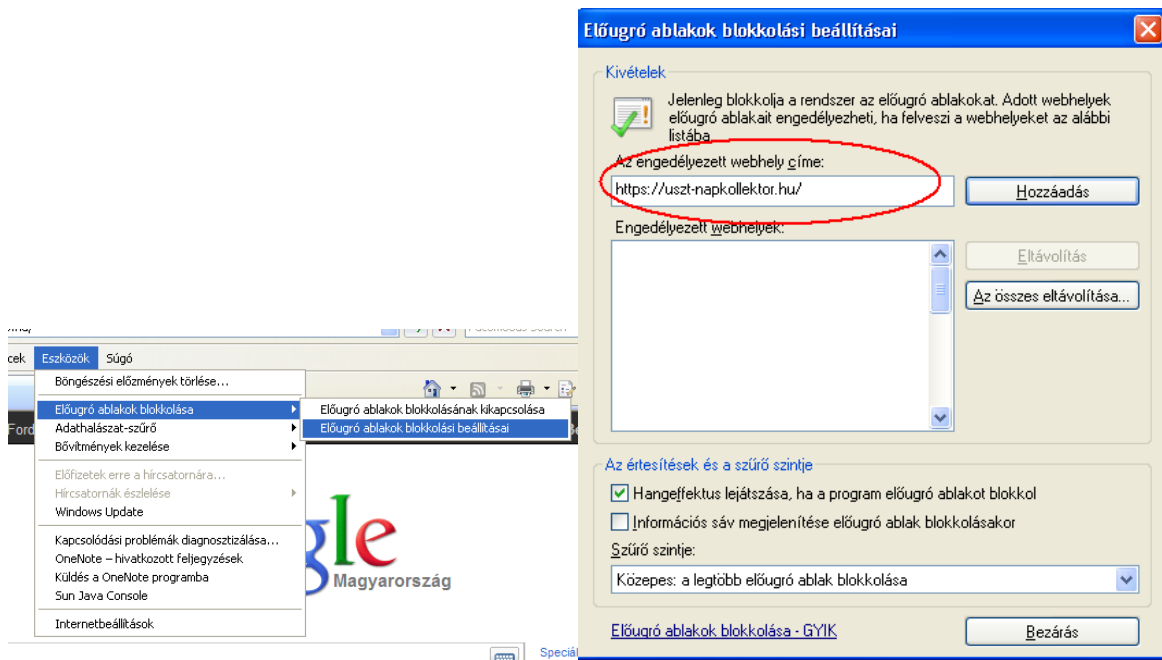 cek Eszközök Súgó
Böngészési előzmények törlése...
Előugró ablakok blokkolása
Előugró ablakok blokkolásának kikapcsolása
Előugró ablakok blokkolási beállításai
Adathalászat-szűrő
Bővítmények kezelése
Ford
Előfizetek erre a hírcsatornára...
Hírcsatornák észlelése
Windows Update
Kapcsolódási problémák diagnosztizálása...
OneNote – hivatkozott feljegyzések
Küldés a OneNote programba
Sun Java Console
Internetbeállítások
gle
Magyarország
Speciál
Előugró ablakok blokkolási beállításai
Kivételek
Jelenleg blokkolja a rendszer az előugró ablakokat. Adott webhelyek
előugró ablakait engedélyezheti, ha felveszi a webhelyeket az alábbi
listába.
Az engedélyezett webhely címe:
https://uszt-napkollektor.hu/
Hozzáadás
Engedélyezett webhelyek:
Eltávolítás
Az összes eltávolítása...
Az értesítések és a szűrő szintje
Hangeffektus lejátszása, ha a program előugró ablakot blokkol
Információs sáv megjelenítése előugró ablak blokkolásakor
Szűrő szintje:
Közepes: a legtöbb előugró ablak blokkolása
Előugró ablakok blokkolása - GYIK
Bezárás